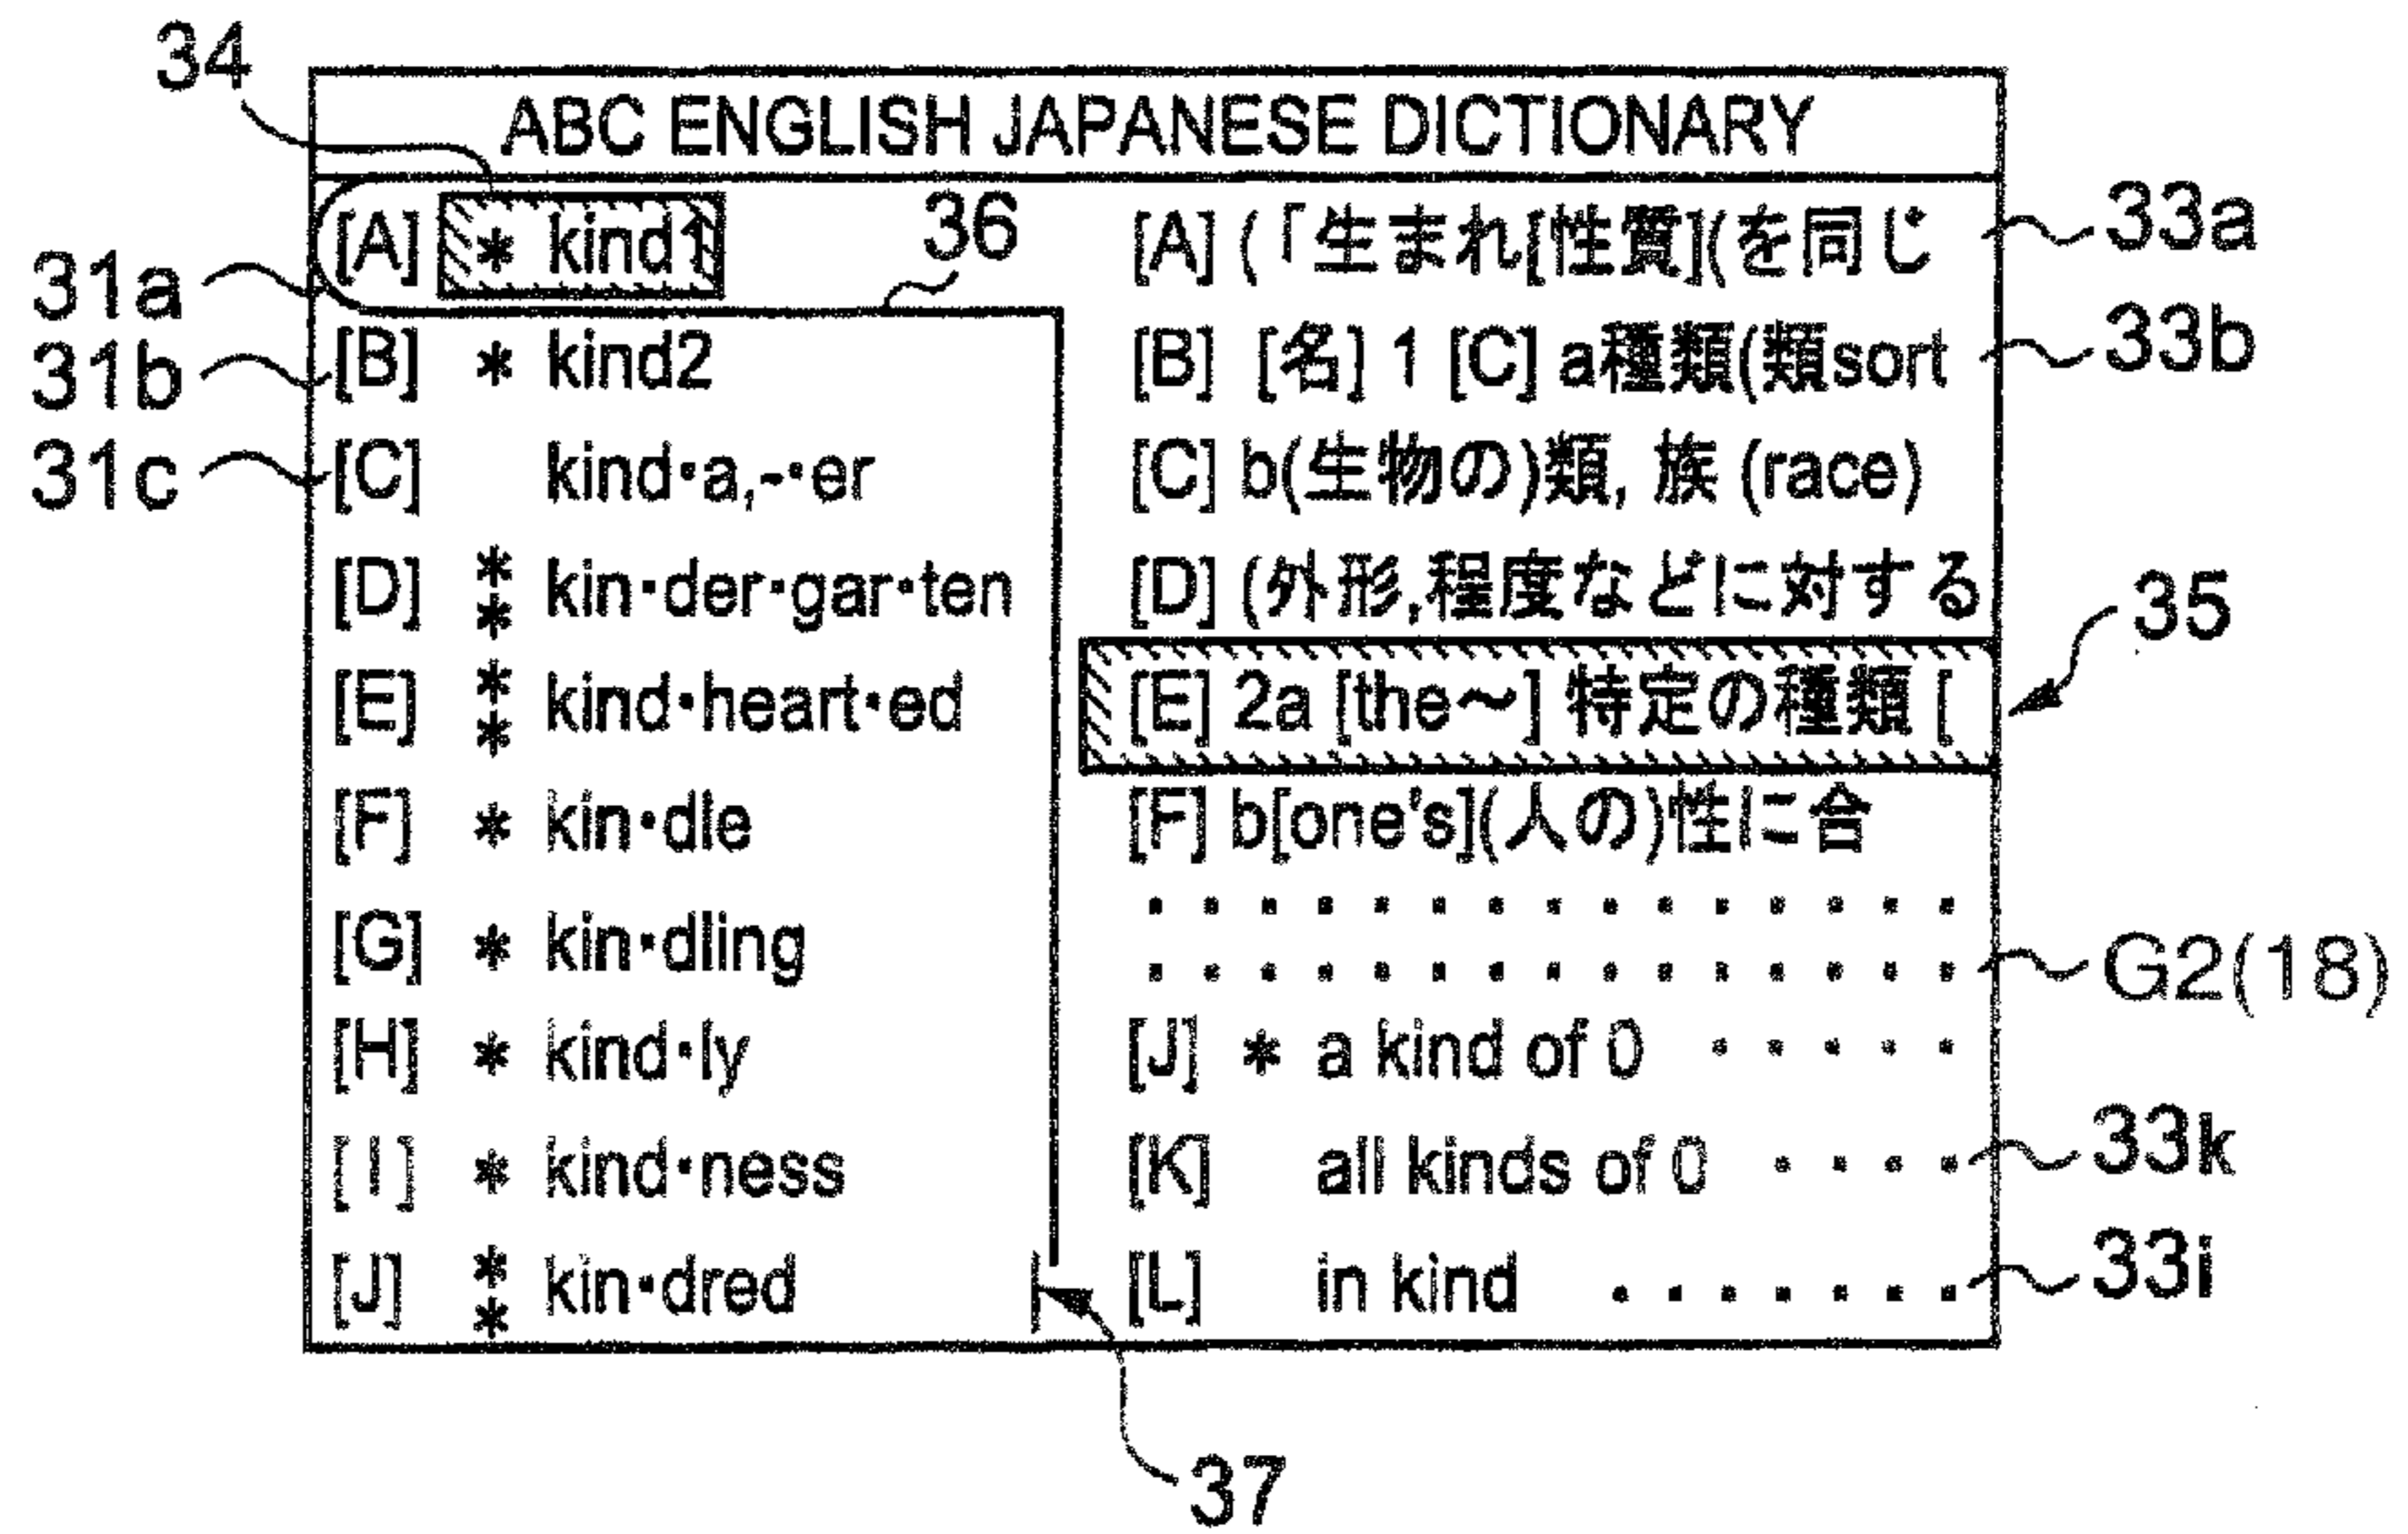 34
ABC ENGLISH JAPANESE DICTIONARY
[A] * kind1
36
[A] (「生まれ[性質](を同じ
33a
31a
[B] * kind2
[B] [名] 1 [C] a種類(類sort
33b
31b
[C] kind·a,-·er
[C] b(生物の)類, 族 (race)
31c
[D] ** kin·der·gar·ten
[D] (外形,程度などに対する
35
[E] ** kind·heart·ed
[E] 2a [the~] 特定の種類 [
[F] * kin·dle
[F] b[one's](人の)性に合
[G] * kin·dling
· · · · · · · · · · · · · · ·
· · · · · · · · · · · · · · ·
G2(18)
[H] * kind·ly
[J] * a kind of 0 · · · · ·
[I] * kind·ness
[K] all kinds of 0 · · · ·
33k
[J] ** kin·dred
[L] in kind · · · · · · ·
33i
37